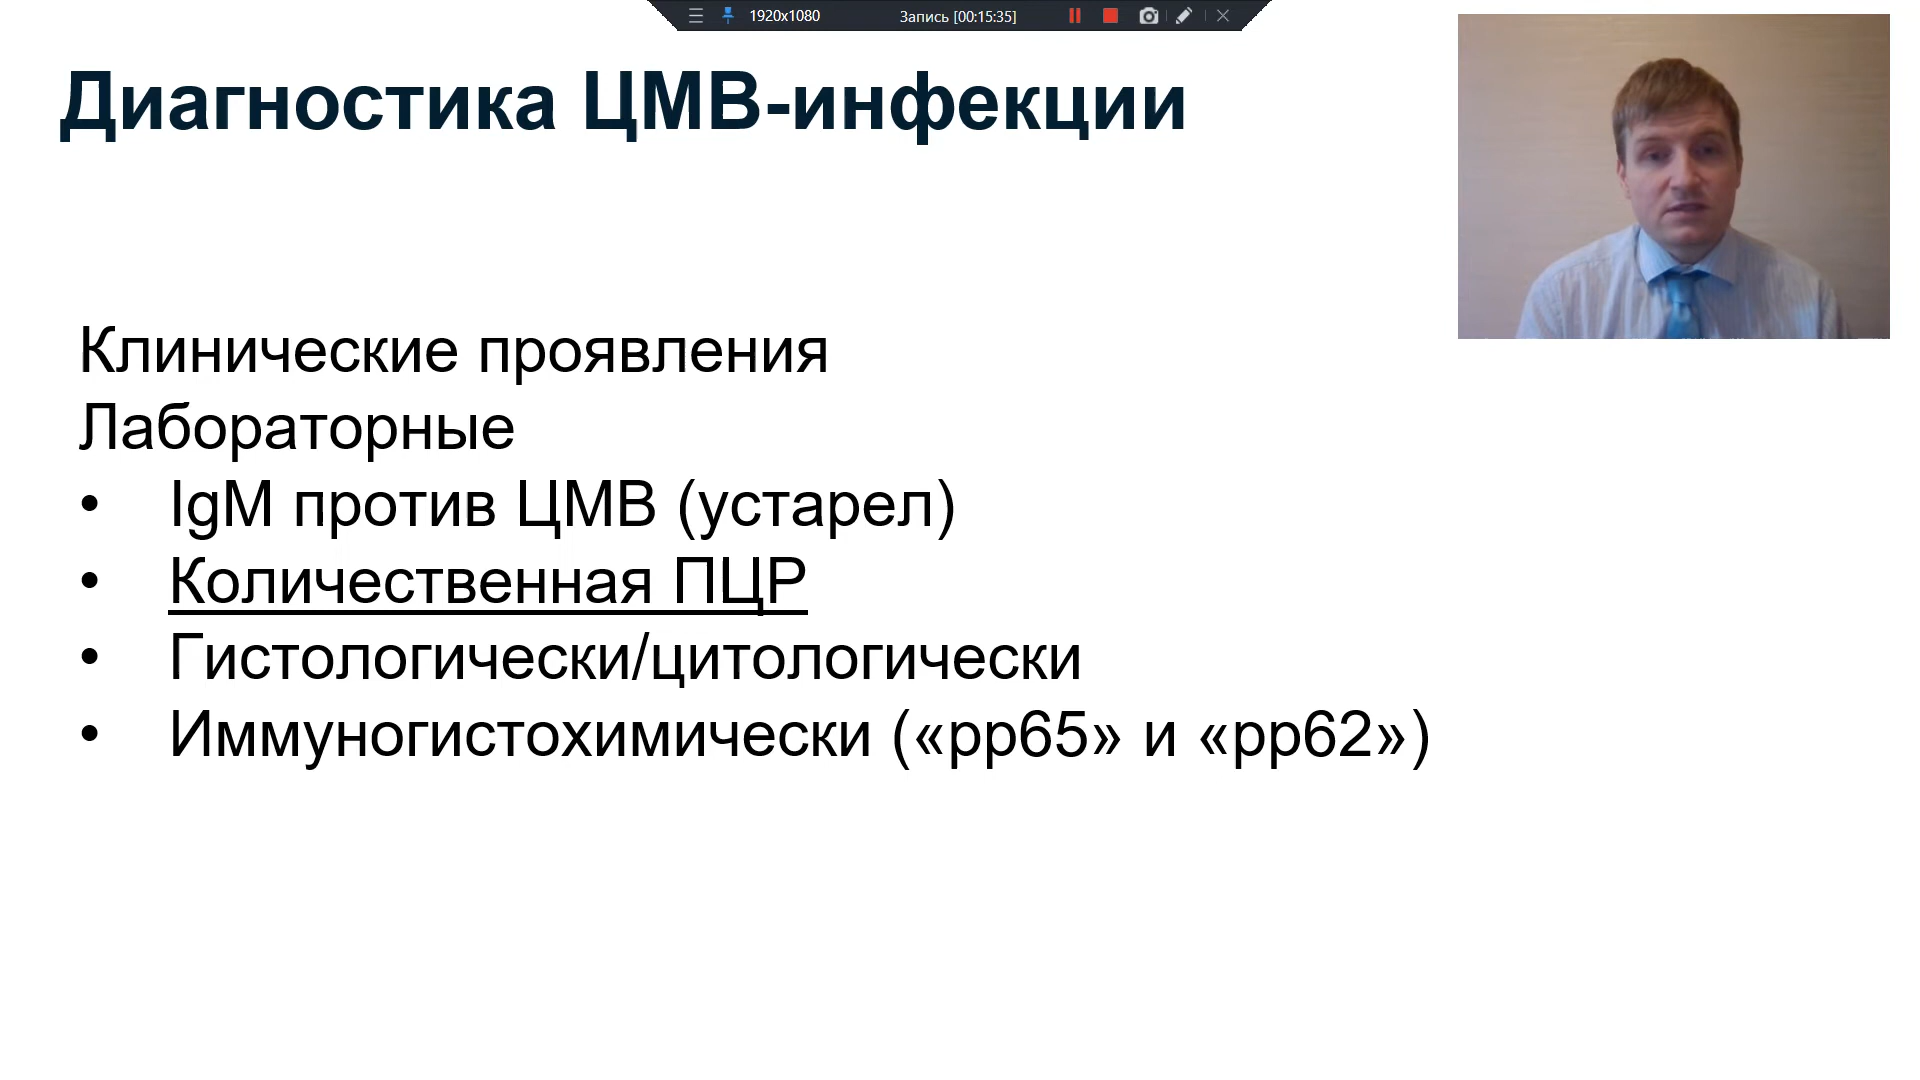 1920x1080 Запись [00:15:35]
Диагностика ЦМВ-инфекции
Клинические проявления
Лабораторные
• IgM против ЦМВ (устарел)
• Количественная ПЦР
• Гистологически/цитологически
• Иммуногистохимически («pp65» и «pp62»)